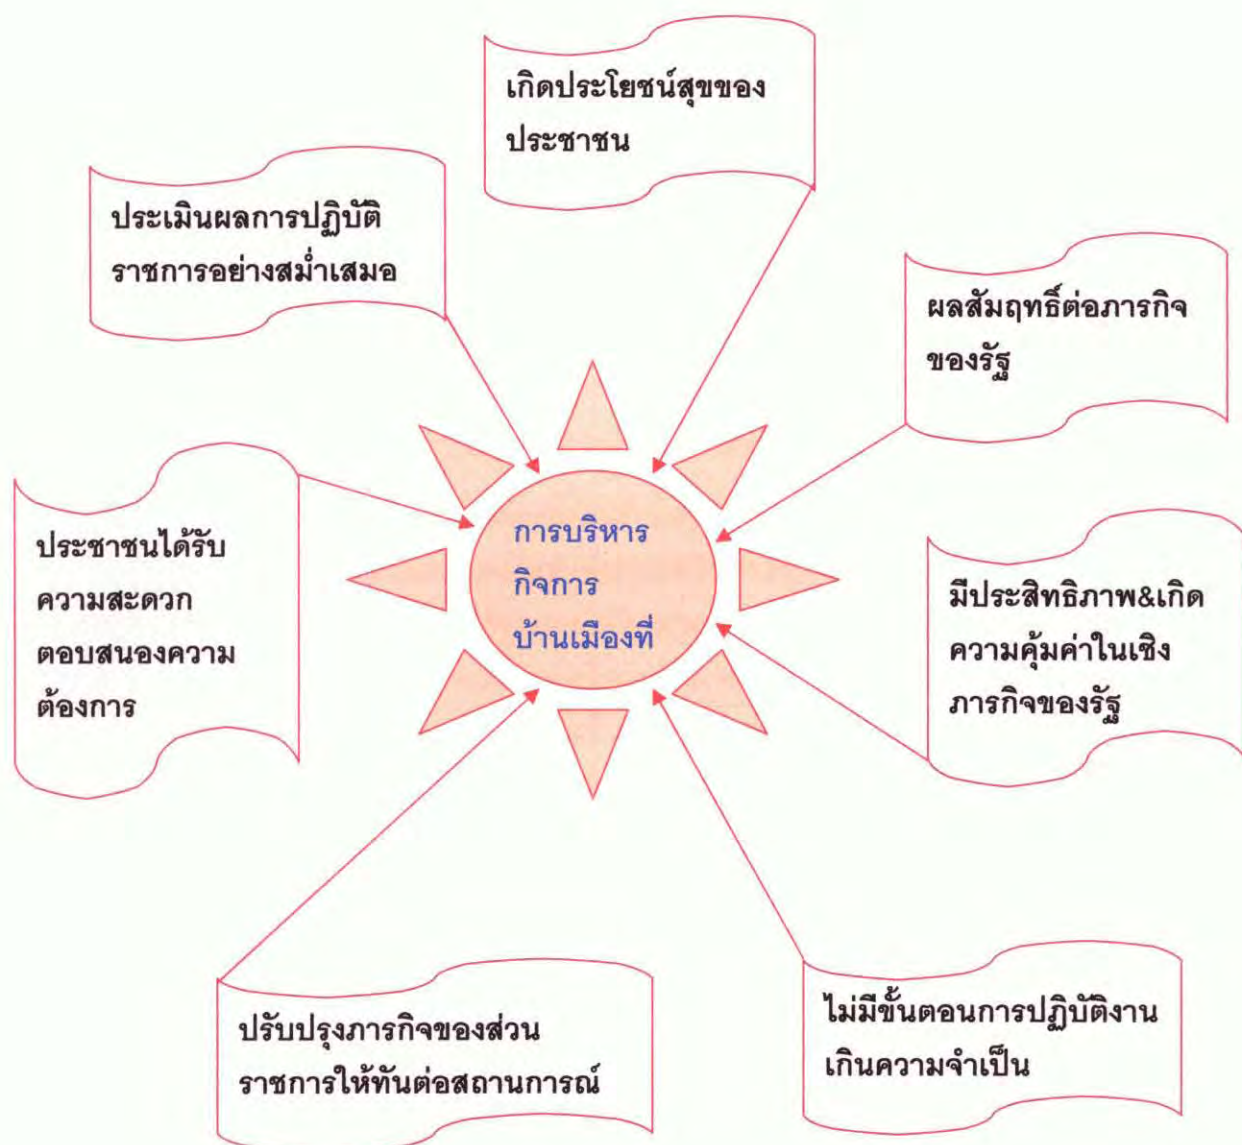 เกิดประโยชน์สุขของ
ประชาชน
ประเมินผลการปฏิบัติ
ราชการอย่างสม่ำเสมอ
ผลสัมฤทธิ์ต่อภารกิจ
ของรัฐ
ประชาชนได้รับ
ความสะดวก
ตอบสนองความ
ต้องการ
การบริหาร
กิจการ
บ้านเมืองที่
มีประสิทธิภาพ&เกิด
ความคุ้มค่าในเชิง
ภารกิจของรัฐ
ปรับปรุงภารกิจของส่วน
ราชการให้ทันต่อสถานการณ์
ไม่มีขั้นตอนการปฏิบัติงาน
เกินความจำเป็น